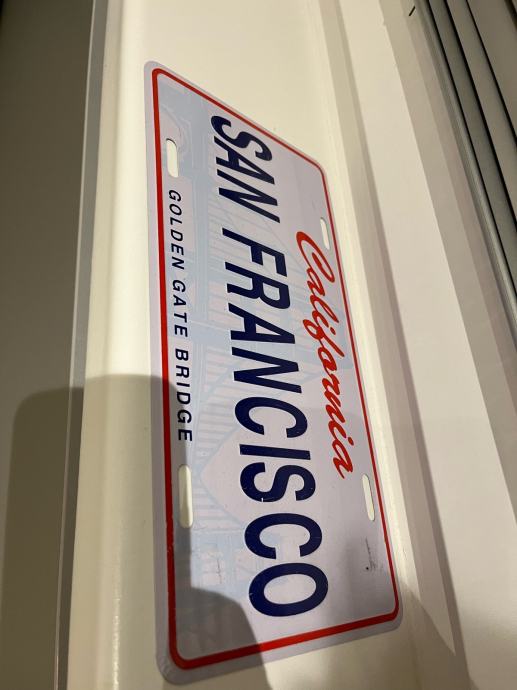 California
SAN FRANCISCO
GOLDEN GATE BRIDGE